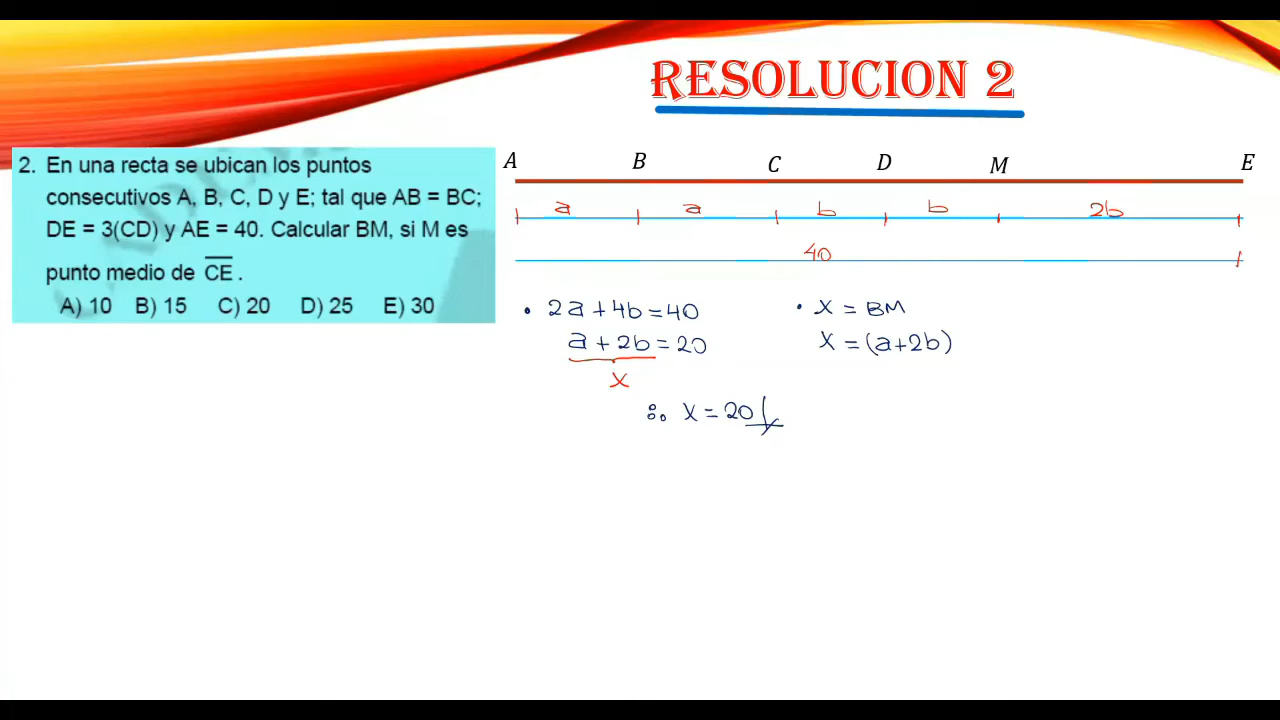 RESOLUCION 2
2. En una recta se ubican los puntos
consecutivos A, B, C, D y E; tal que AB = BC;
DE = 3(CD) y AE = 40. Calcular BM, si M es
punto medio de \overline{CE}.
A) 10 B) 15 C) 20 D) 25 E) 30
A B C D M E
a a b b 2b
40
• 2a + 4b = 40
a + 2b = 20
x
• x = BM
x = (a+2b)
∴ x = 20